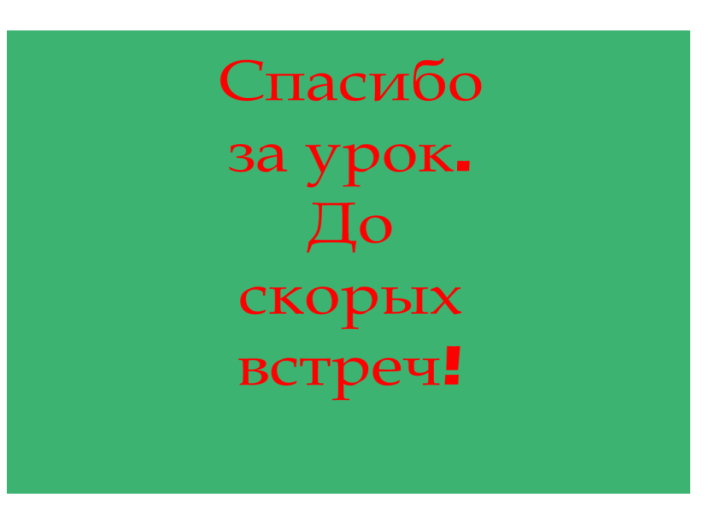 Спасибо
за урок.
До
скорых
встреч!